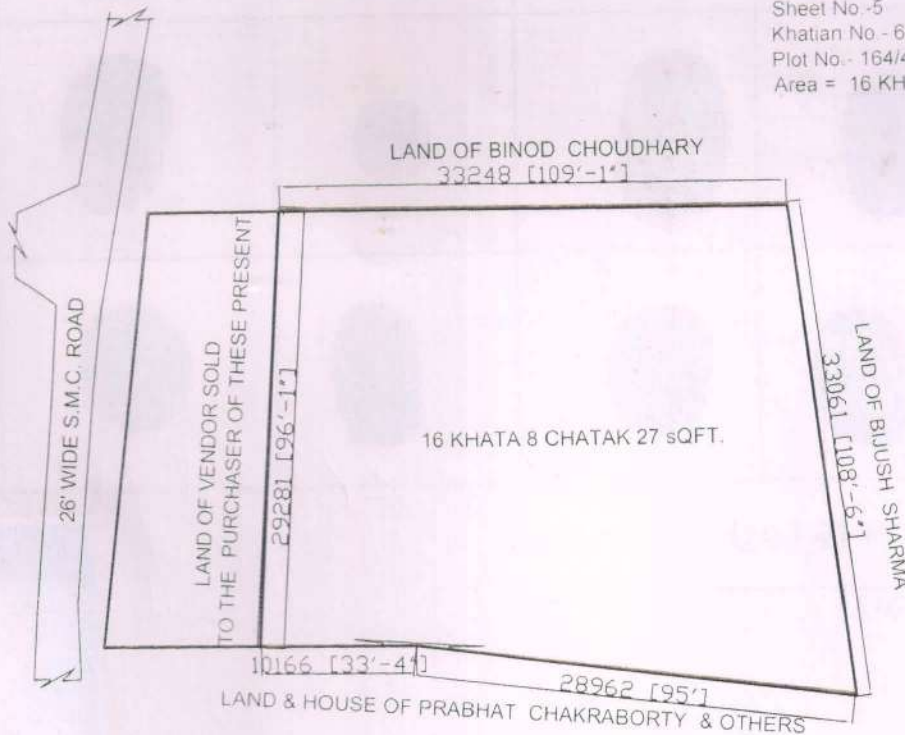 Sheet No.-5
Khatian No.- 6
Plot No.- 164/4
Area = 16 KH
LAND OF BINOD CHOUDHARY
33248 [109'-1"]
26' WIDE S.M.C. ROAD
LAND OF VENDOR SOLD
TO THE PURCHASER OF THESE PRESENT
29281 [96'-1"]
16 KHATA 8 CHATAK 27 sQFT.
33061 [108'-6"]
LAND OF BIJUSH SHARMA
10166 [33'-4"]
28962 [95']
LAND & HOUSE OF PRABHAT CHAKRABORTY & OTHERS